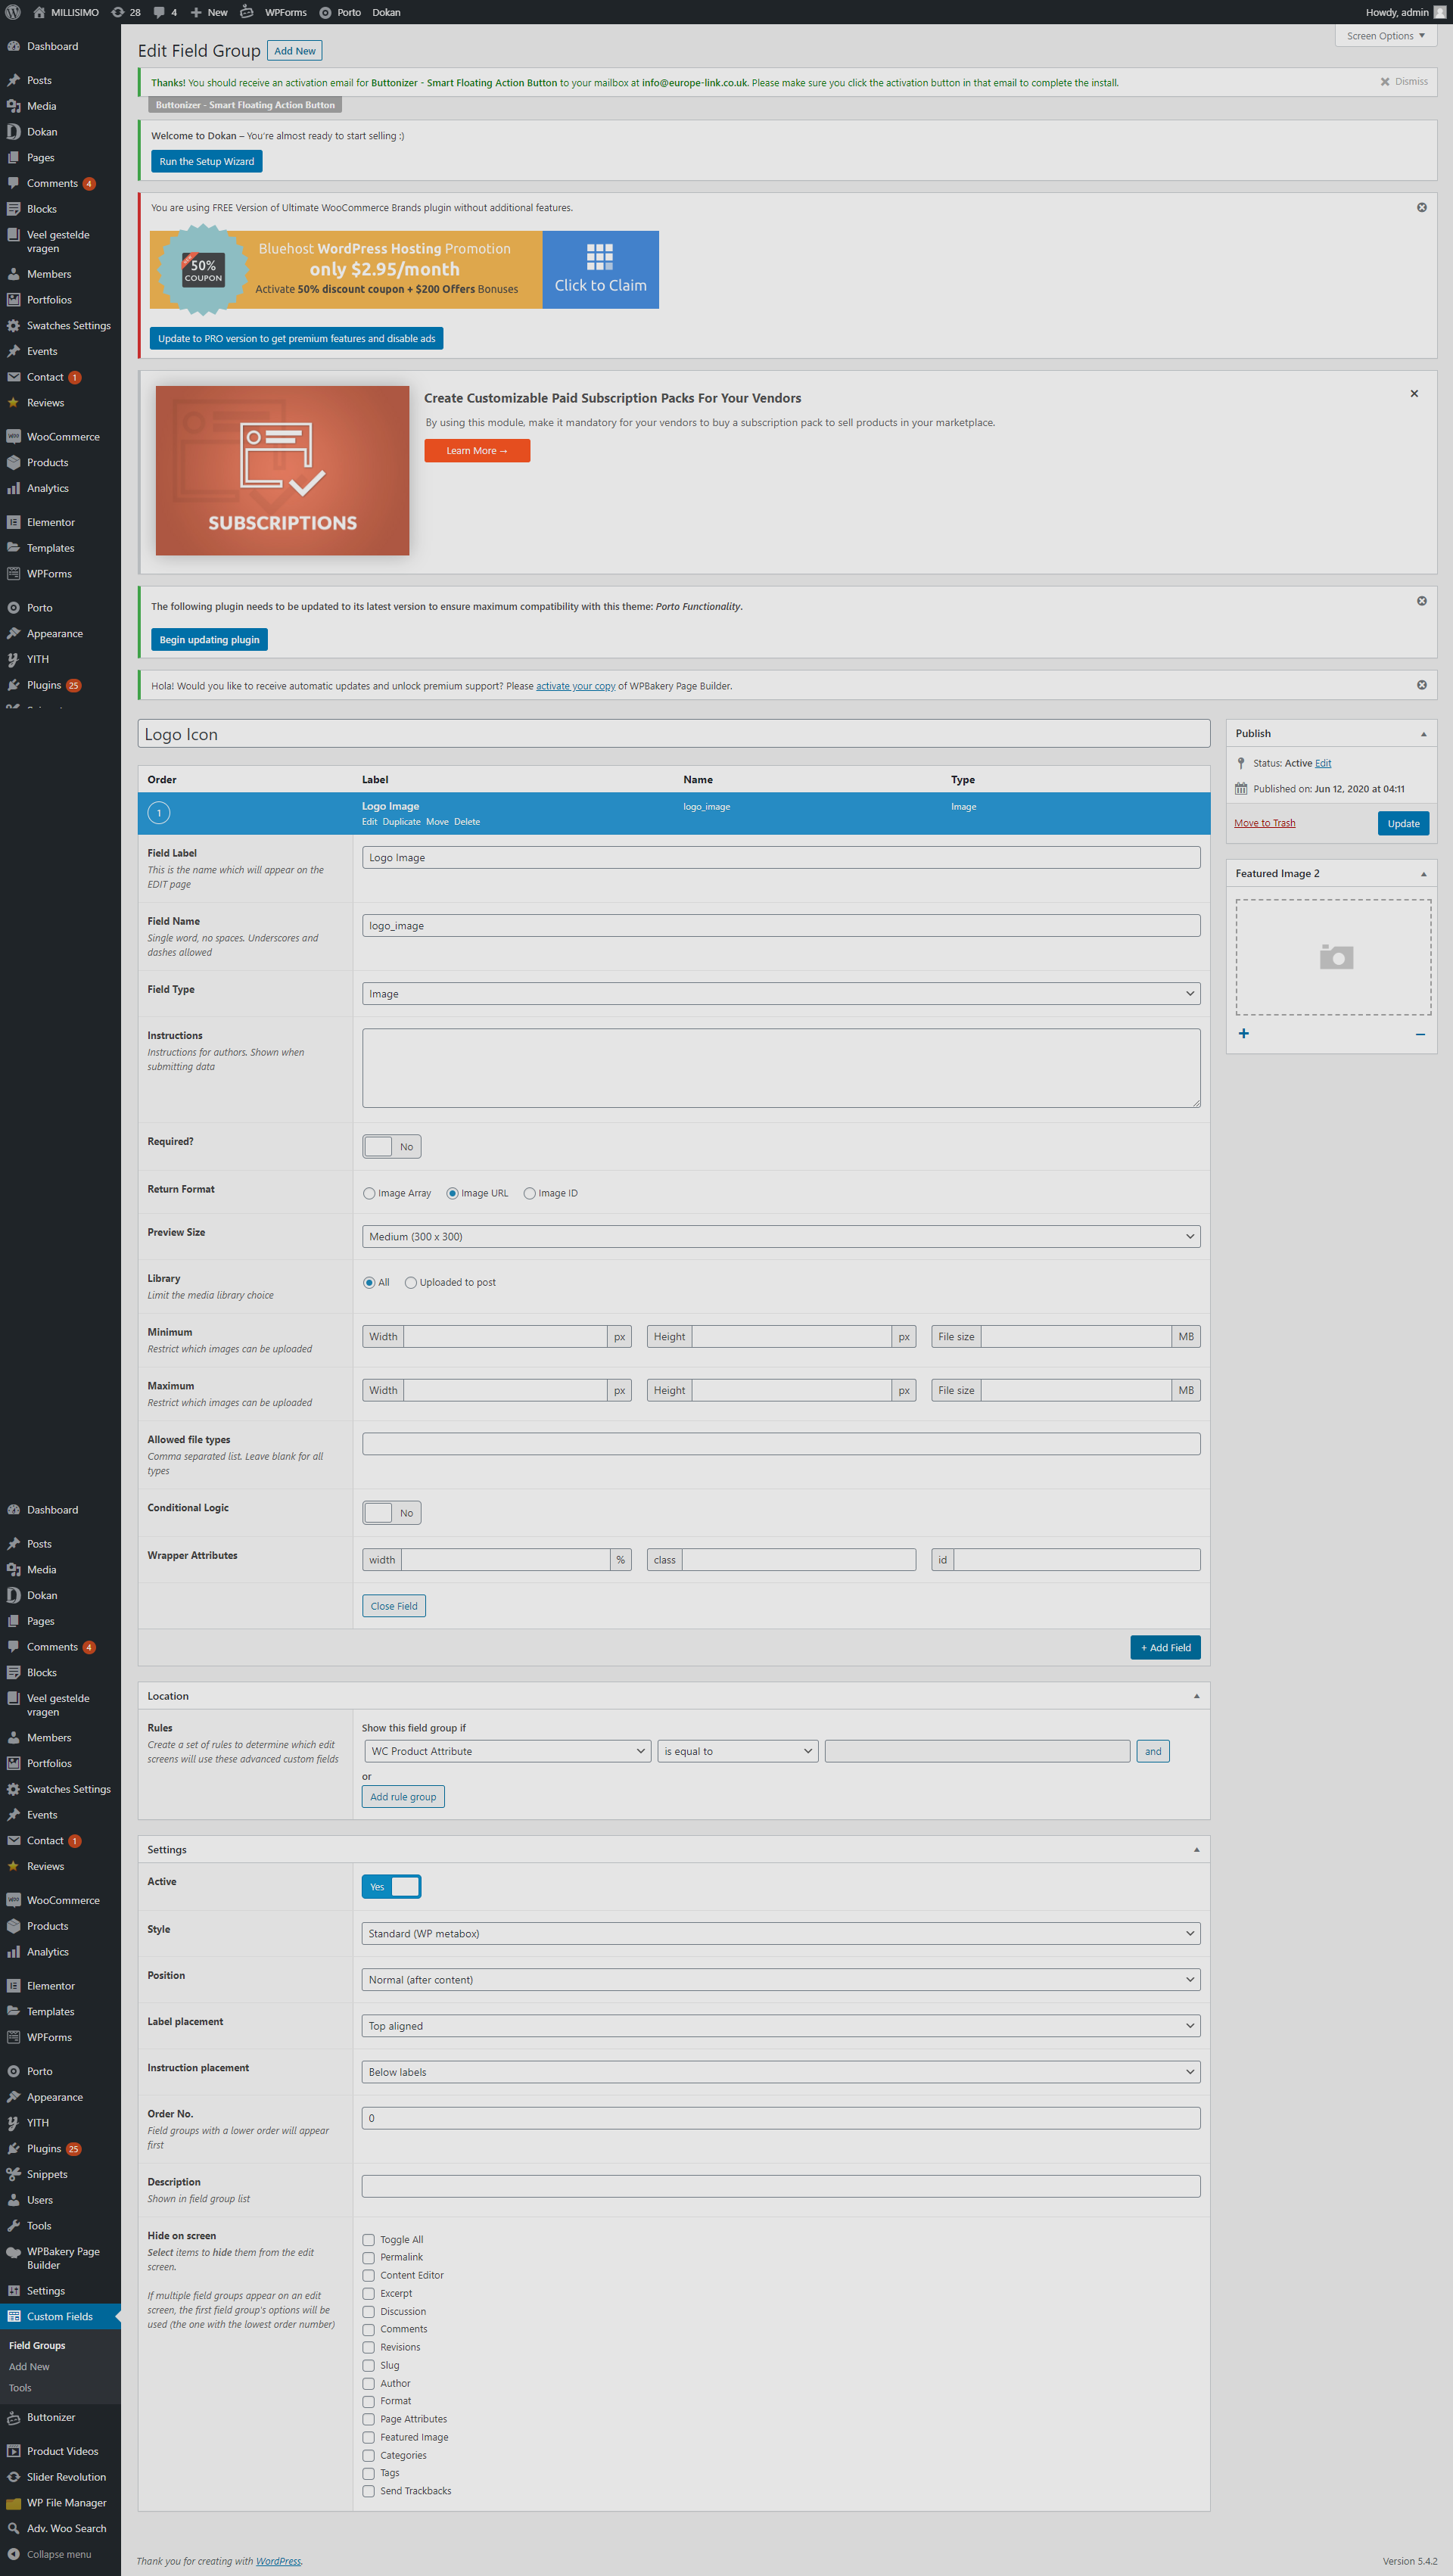 MILLISIMO 28 4 New WPForms Porto Dokan Howdy, admin
Screen Options
Edit Field Group Add New
Thanks! You should receive an activation email for Buttonizer - Smart Floating Action Button to your mailbox at info@europe-link.co.uk. Please make sure you click the activation button in that email to complete the install.
Dismiss
Buttonizer - Smart Floating Action Button
Welcome to Dokan – You're almost ready to start selling :)
Run the Setup Wizard
You are using FREE Version of Ultimate WooCommerce Brands plugin without additional features.
50%
COUPON
Bluehost WordPress Hosting Promotion
only $2.95/month
Activate 50% discount coupon + $200 Offers Bonuses
Click to Claim
Update to PRO version to get premium features and disable ads
SUBSCRIPTIONS
Create Customizable Paid Subscription Packs For Your Vendors
By using this module, make it mandatory for your vendors to buy a subscription pack to sell products in your marketplace.
Learn More →
The following plugin needs to be updated to its latest version to ensure maximum compatibility with this theme: Porto Functionality.
Begin updating plugin
Hola! Would you like to receive automatic updates and unlock premium support? Please activate your copy of WPBakery Page Builder.
Dashboard
Posts
Media
Dokan
Pages
Comments 4
Blocks
Veel gestelde
vragen
Members
Portfolios
Swatches Settings
Events
Contact 1
Reviews
WooCommerce
Products
Analytics
Elementor
Templates
WPForms
Porto
Appearance
YITH
Plugins 25
Logo Icon
Order Label Name Type
1 Logo Image logo_image Image
Edit Duplicate Move Delete
Field Label
This is the name which will appear on the
EDIT page
Logo Image
Field Name
Single word, no spaces. Underscores and
dashes allowed
logo_image
Field Type
Image
Instructions
Instructions for authors. Shown when
submitting data
Required?
No
Return Format
Image Array Image URL Image ID
Preview Size
Medium (300 x 300)
Library
Limit the media library choice
All Uploaded to post
Minimum
Restrict which images can be uploaded
Width px Height px File size MB
Maximum
Restrict which images can be uploaded
Width px Height px File size MB
Allowed file types
Comma separated list. Leave blank for all
types
Conditional Logic
No
Wrapper Attributes
width % class id
Close Field
+ Add Field
Publish
Status: Active Edit
Published on: Jun 12, 2020 at 04:11
Move to Trash Update
Featured Image 2
Location
Rules
Create a set of rules to determine which edit
screens will use these advanced custom fields
Show this field group if
WC Product Attribute is equal to and
or
Add rule group
Settings
Active
Yes
Style
Standard (WP metabox)
Position
Normal (after content)
Label placement
Top aligned
Instruction placement
Below labels
Order No.
Field groups with a lower order will appear
first
0
Description
Shown in field group list
Hide on screen
Select items to hide them from the edit
screen.
If multiple field groups appear on an edit
screen, the first field group's options will be
used (the one with the lowest order number)
Toggle All
Permalink
Content Editor
Excerpt
Discussion
Comments
Revisions
Slug
Author
Format
Page Attributes
Featured Image
Categories
Tags
Send Trackbacks
Dashboard
Posts
Media
Dokan
Pages
Comments 4
Blocks
Veel gestelde
vragen
Members
Portfolios
Swatches Settings
Events
Contact 1
Reviews
WooCommerce
Products
Analytics
Elementor
Templates
WPForms
Porto
Appearance
YITH
Plugins 25
Snippets
Users
Tools
WPBakery Page
Builder
Settings
Custom Fields
Field Groups
Add New
Tools
Buttonizer
Product Videos
Slider Revolution
WP File Manager
Adv. Woo Search
Collapse menu
Thank you for creating with WordPress.
Version 5.4.2